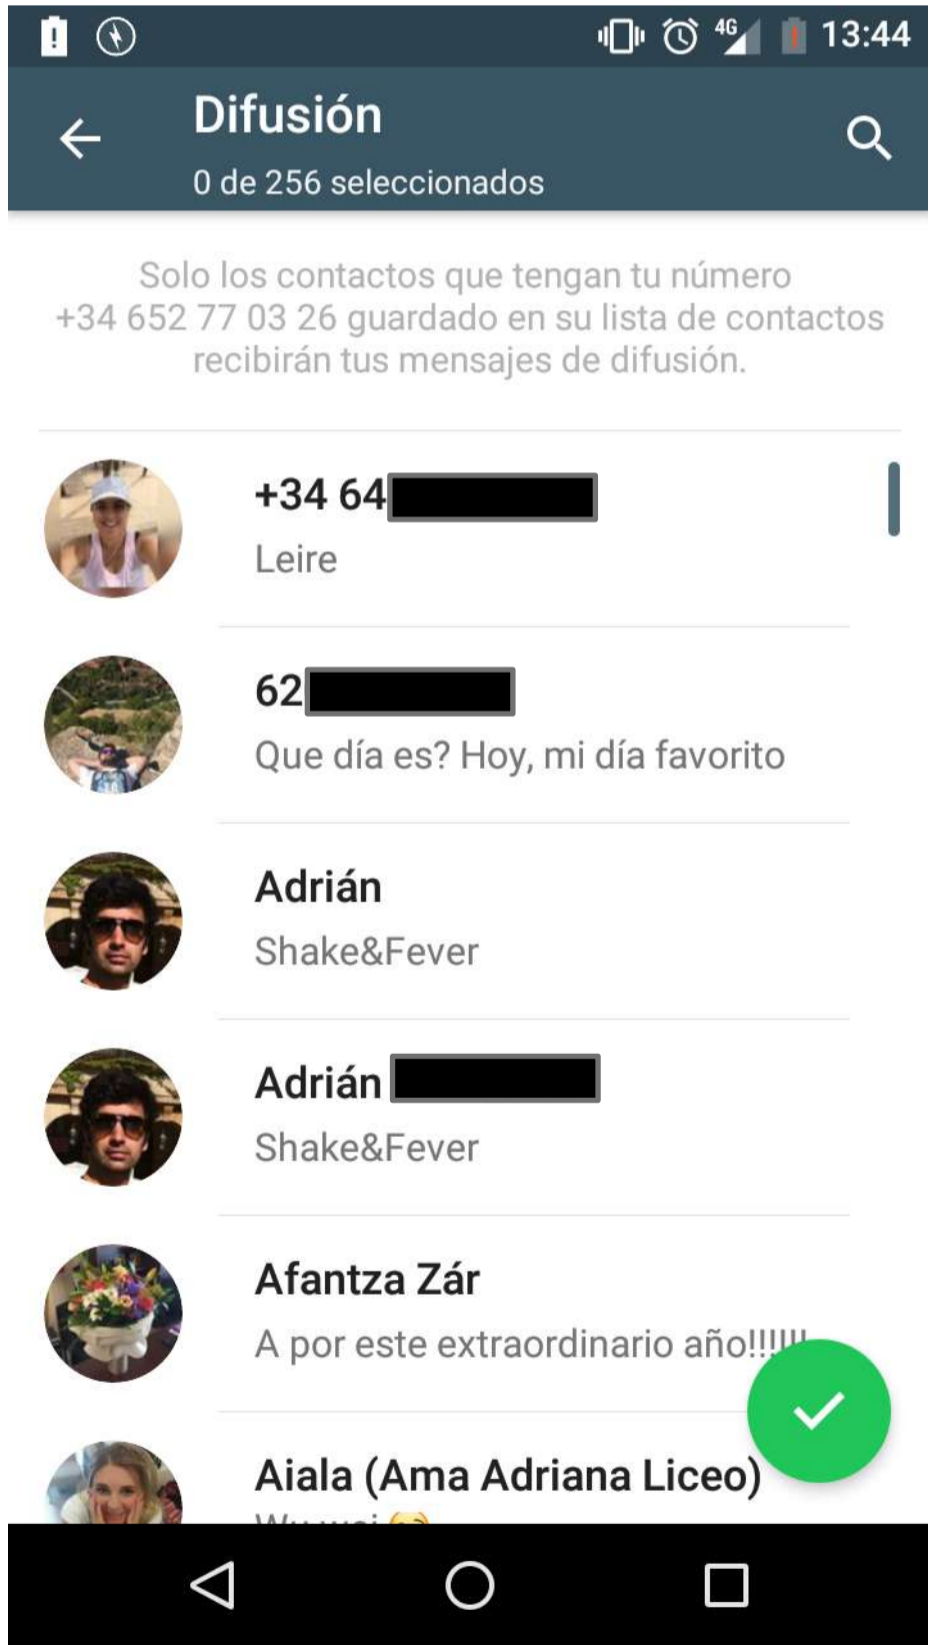 4G 13:44
Difusión
0 de 256 seleccionados
Solo los contactos que tengan tu número
+34 652 77 03 26 guardado en su lista de contactos
recibirán tus mensajes de difusión.
+34 64
Leire
62
Que día es? Hoy, mi día favorito
Adrián
Shake&Fever
Adrián
Shake&Fever
Afantza Zár
A por este extraordinario año!!!!!!
Aiala (Ama Adriana Liceo)